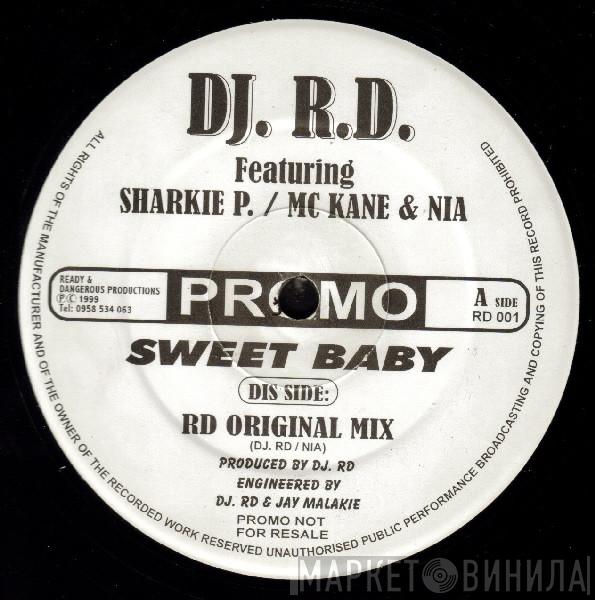 DJ. R.D.
Featuring
SHARKIE P. / MC KANE & NIA
READY &
DANGEROUS PRODUCTIONS
Ⓟ © 1999
Tel: 0958 534 063
PROMO
A SIDE
RD 001
SWEET BABY
DIS SIDE:
RD ORIGINAL MIX
(DJ. RD / NIA)
PRODUCED BY DJ. RD
ENGINEERED BY
DJ. RD & JAY MALAKIE
PROMO NOT
FOR RESALE
ALL RIGHTS OF THE MANUFACTURER AND OF THE OWNER OF THE RECORDED WORK RESERVED UNAUTHORISED PUBLIC PERFORMANCE BROADCASTING AND COPYING OF THIS RECORD PROHIBITED
МАРКЕТ ВИНИЛА